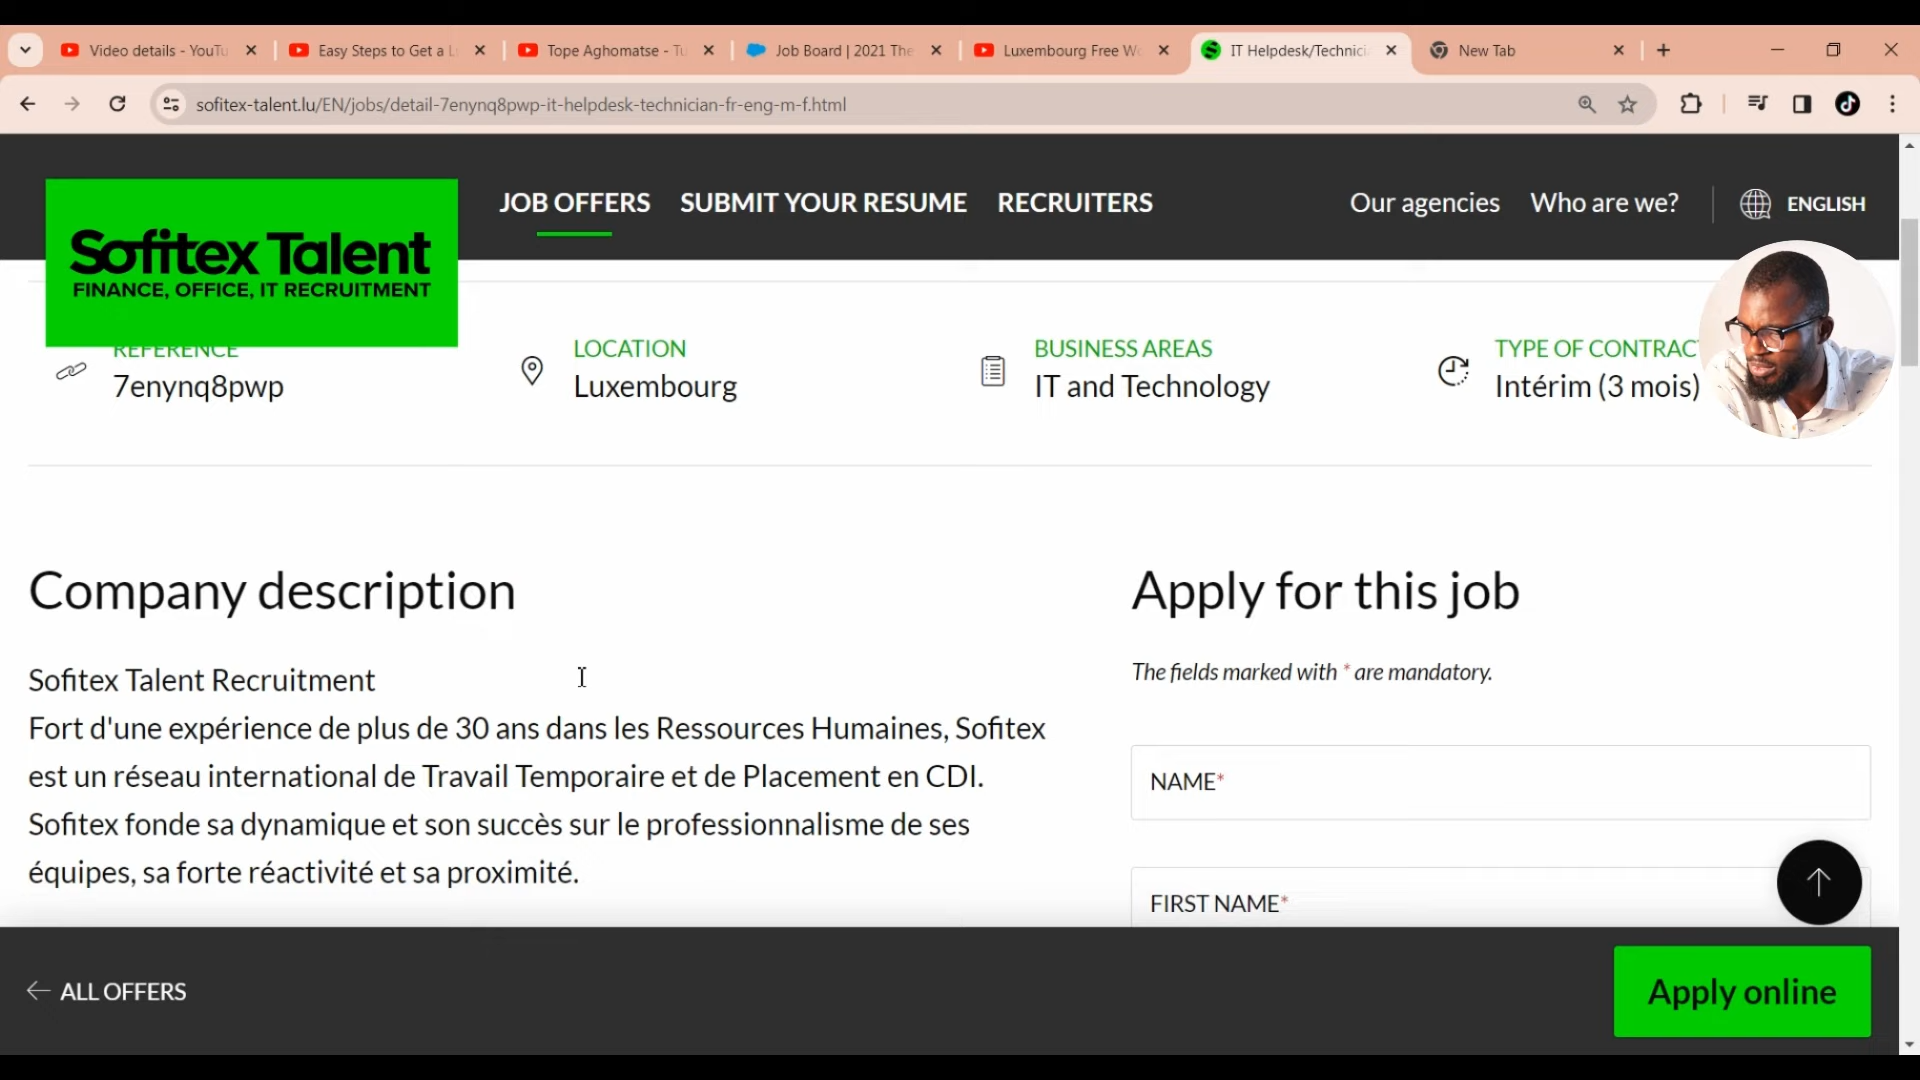 Video details - YouTu
Easy Steps to Get a L
Tope Aghomatse - Tu
Job Board | 2021 The
Luxembourg Free Wo
IT Helpdesk/Technici
New Tab
sofitex-talent.lu/EN/jobs/detail-7enynq8pwp-it-helpdesk-technician-fr-eng-m-f.html
JOB OFFERS SUBMIT YOUR RESUME RECRUITERS Our agencies Who are we? ENGLISH
Sofitex Talent
FINANCE, OFFICE, IT RECRUITMENT
REFERENCE
7enynq8pwp
LOCATION
Luxembourg
BUSINESS AREAS
IT and Technology
TYPE OF CONTRAC
Intérim (3 mois)
Company description
Sofitex Talent Recruitment
Fort d'une expérience de plus de 30 ans dans les Ressources Humaines, Sofitex
est un réseau international de Travail Temporaire et de Placement en CDI.
Sofitex fonde sa dynamique et son succès sur le professionnalisme de ses
équipes, sa forte réactivité et sa proximité.
Apply for this job
The fields marked with * are mandatory.
NAME*
FIRST NAME*
ALL OFFERS
Apply online